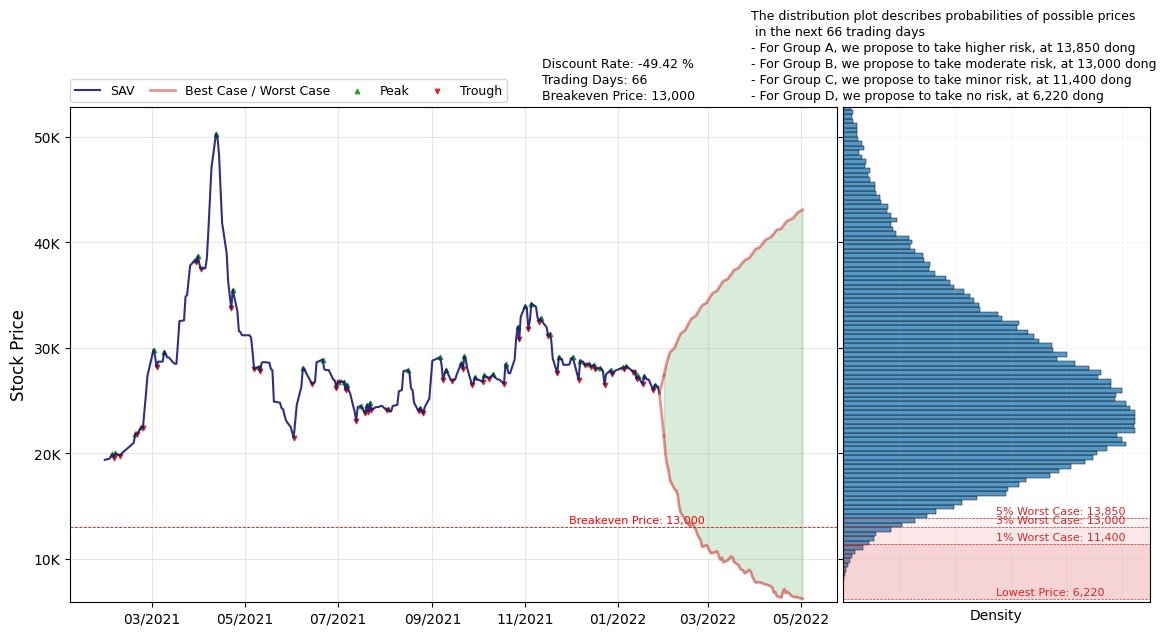 The distribution plot describes probabilities of possible prices
in the next 66 trading days
- For Group A, we propose to take higher risk, at 13,850 dong
- For Group B, we propose to take moderate risk, at 13,000 dong
- For Group C, we propose to take minor risk, at 11,400 dong
- For Group D, we propose to take no risk, at 6,220 dong
Discount Rate: -49.42 %
Trading Days: 66
Breakeven Price: 13,000
SAV Best Case / Worst Case Peak Trough
Stock Price
50K
40K
30K
20K
10K
Breakeven Price: 13,000
5% Worst Case: 13,850
3% Worst Case: 13,000
1% Worst Case: 11,400
Lowest Price: 6,220
03/2021 05/2021 07/2021 09/2021 11/2021 01/2022 03/2022 05/2022
Density